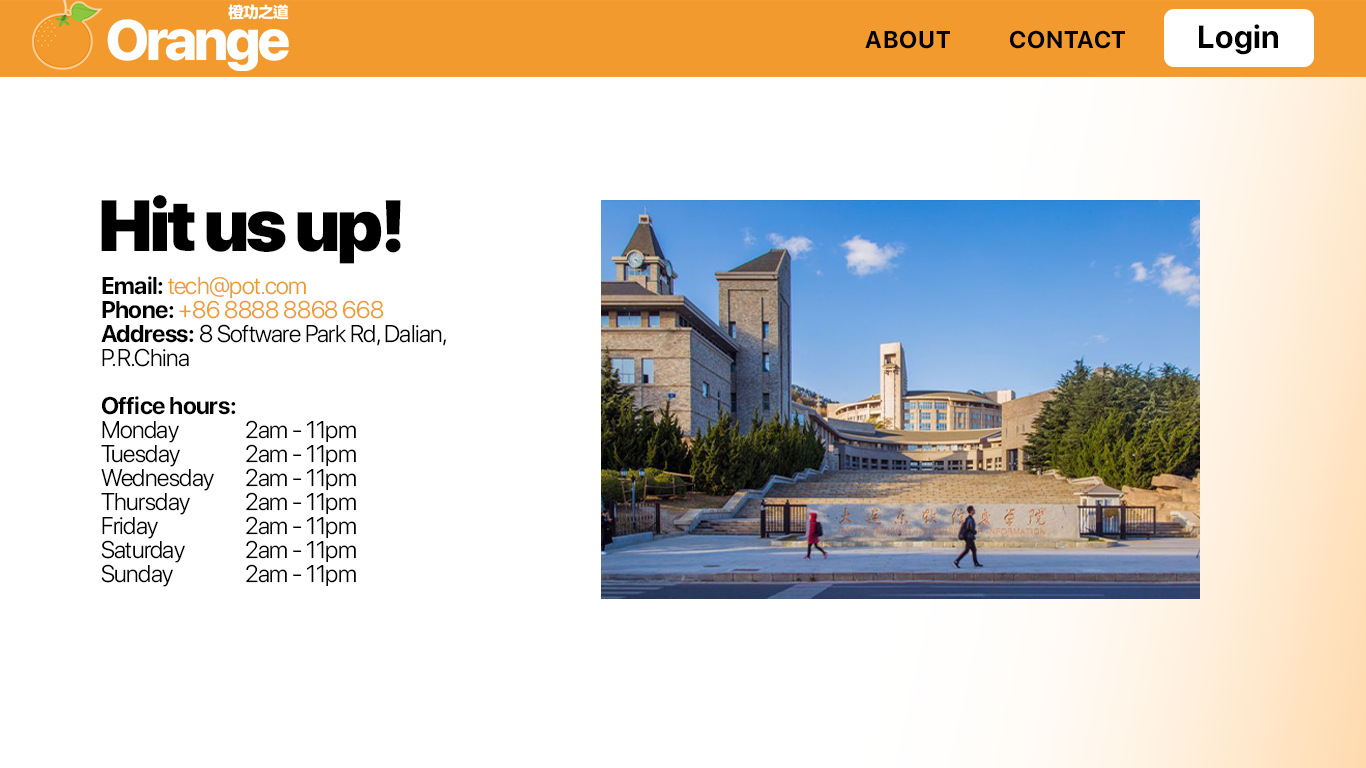 橙功之道
Orange
ABOUT
CONTACT
Login
Hit us up!
Email: tech@pot.com
Phone: +86 8888 8868 668
Address: 8 Software Park Rd, Dalian,
P.R.China
Office hours:
Monday 2am - 11pm
Tuesday 2am - 11pm
Wednesday 2am - 11pm
Thursday 2am - 11pm
Friday 2am - 11pm
Saturday 2am - 11pm
Sunday 2am - 11pm
INFORMATION